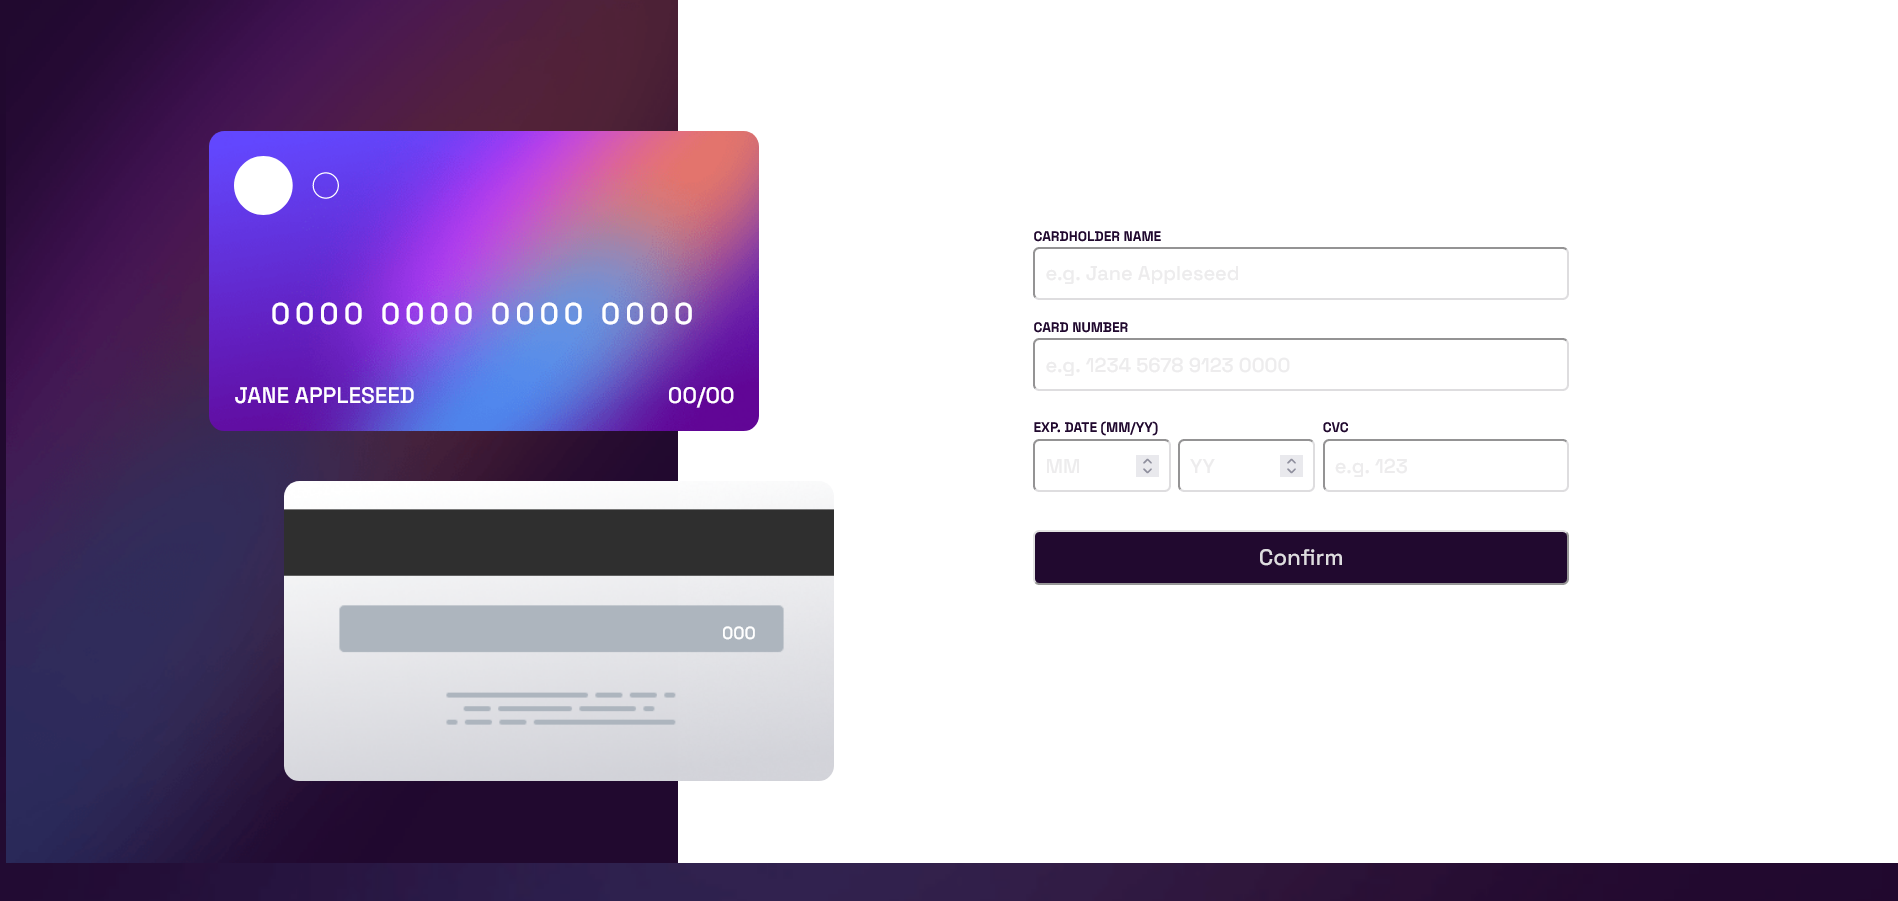 0000 0000 0000 0000
JANE APPLESEED 00/00
000
CARDHOLDER NAME
e.g. Jane Appleseed
CARD NUMBER
e.g. 1234 5678 9123 0000
EXP. DATE (MM/YY) CVC
MM YY e.g. 123
Confirm